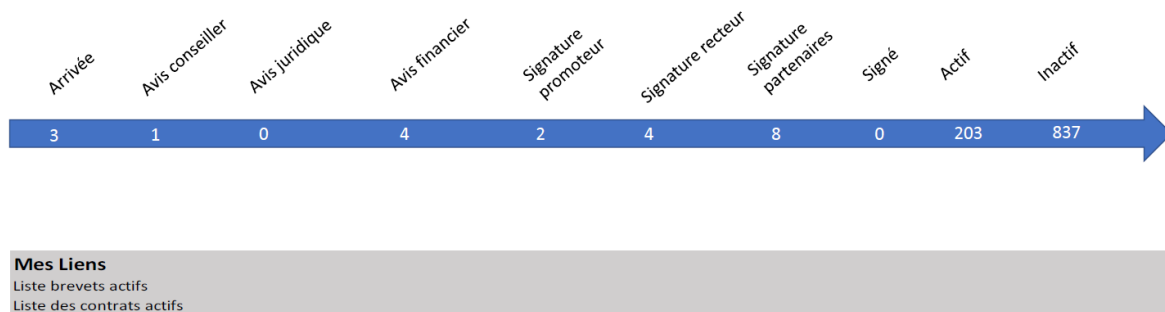 Arrivée
Avis conseiller
Avis juridique
Avis financier
Signature
promoteur
Signature recteur
Signature
partenaires
Signé
Actif
Inactif
3 1 0 4 2 4 8 0 203 837
Mes Liens
Liste brevets actifs
Liste des contrats actifs